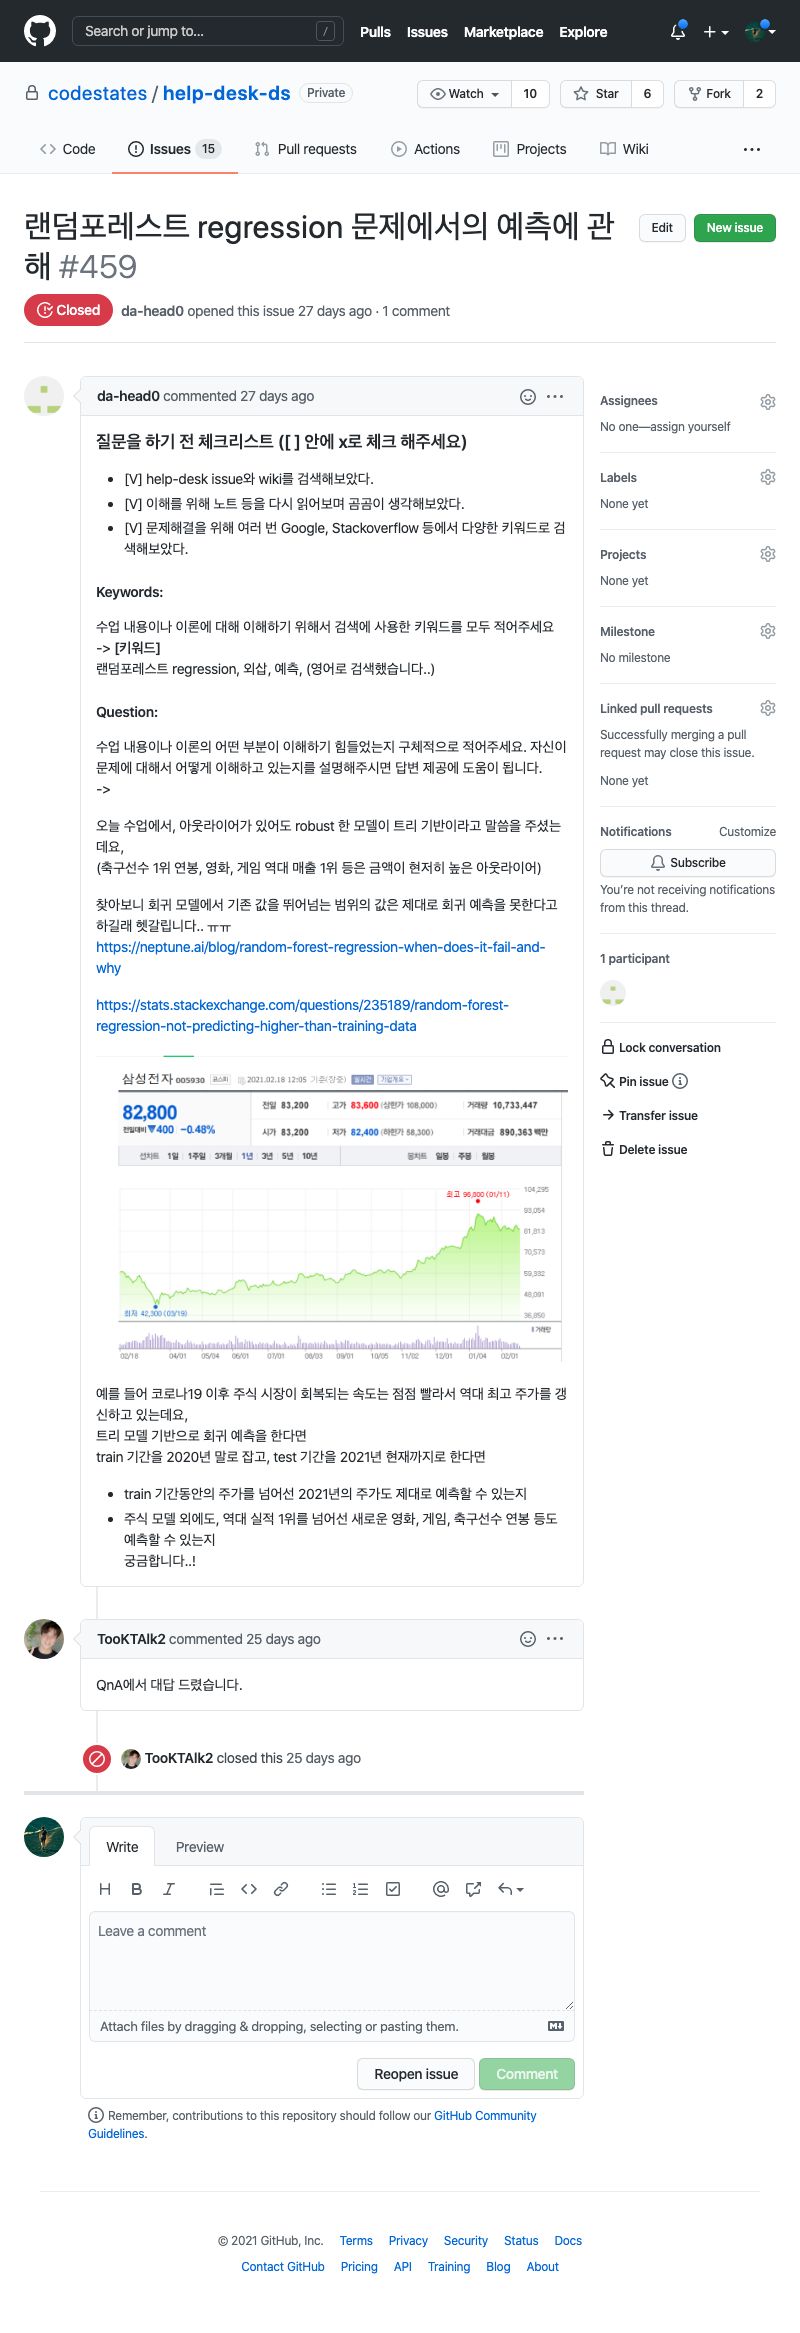 Search or jump to... /
Pulls Issues Marketplace Explore
codestates / help-desk-ds Private
Watch 10 Star 6 Fork 2
Code Issues 15 Pull requests Actions Projects Wiki ...
랜덤포레스트 regression 문제에서의 예측에 관
해 #459
Edit New issue
Closed da-head0 opened this issue 27 days ago · 1 comment
da-head0 commented 27 days ago
질문을 하기 전 체크리스트 ([ ] 안에 x로 체크 해주세요)
• [V] help-desk issue와 wiki를 검색해보았다.
• [V] 이해를 위해 노트 등을 다시 읽어보며 곰곰이 생각해보았다.
• [V] 문제해결을 위해 여러 번 Google, Stackoverflow 등에서 다양한 키워드로 검
색해보았다.
Keywords:
수업 내용이나 이론에 대해 이해하기 위해서 검색에 사용한 키워드를 모두 적어주세요
-> [키워드]
랜덤포레스트 regression, 외삽, 예측, (영어로 검색했습니다..)
Question:
수업 내용이나 이론의 어떤 부분이 이해하기 힘들었는지 구체적으로 적어주세요. 자신이
문제에 대해서 어떻게 이해하고 있는지를 설명해주시면 답변 제공에 도움이 됩니다.
->
오늘 수업에서, 아웃라이어가 있어도 robust 한 모델이 트리 기반이라고 말씀을 주셨는
데요,
(축구선수 1위 연봉, 영화, 게임 역대 매출 1위 등은 금액이 현저히 높은 아웃라이어)
찾아보니 회귀 모델에서 기존 값을 뛰어넘는 범위의 값은 제대로 회귀 예측을 못한다고
하길래 헷갈립니다.. ㅠㅠ
https://neptune.ai/blog/random-forest-regression-when-does-it-fail-and-
why
https://stats.stackexchange.com/questions/235189/random-forest-
regression-not-predicting-higher-than-training-data
삼성전자 005930 코스피 2021.02.18 12:05 기준(장중) 실시간 기업개요
82,800
전일대비 ▼400 -0.48%
전일 83,200 고가 83,600 (상한가 108,000) 거래량 10,733,447
시가 83,200 저가 82,400 (하한가 58,300) 거래대금 890,363 백만
선차트 1일 1주일 3개월 1년 3년 5년 10년 봉차트 일봉 주봉 월봉
최고 96,800 (01/11)
104,295
93,054
81,813
70,573
59,332
48,091
36,850
최저 42,300 (03/19)
거래량
02/18 04/01 05/04 06/01 07/01 08/03 09/01 10/05 11/02 12/01 01/04 02/01
예를 들어 코로나19 이후 주식 시장이 회복되는 속도는 점점 빨라서 역대 최고 주가를 갱
신하고 있는데요,
트리 모델 기반으로 회귀 예측을 한다면
train 기간을 2020년 말로 잡고, test 기간을 2021년 현재까지로 한다면
• train 기간동안의 주가를 넘어선 2021년의 주가도 제대로 예측할 수 있는지
• 주식 모델 외에도, 역대 실적 1위를 넘어선 새로운 영화, 게임, 축구선수 연봉 등도
예측할 수 있는지
궁금합니다..!
TooKTAlk2 commented 25 days ago
QnA에서 대답 드렸습니다.
TooKTAlk2 closed this 25 days ago
Write Preview
Leave a comment
Attach files by dragging & dropping, selecting or pasting them.
Reopen issue Comment
Remember, contributions to this repository should follow our GitHub Community
Guidelines.
Assignees
No one—assign yourself
Labels
None yet
Projects
None yet
Milestone
No milestone
Linked pull requests
Successfully merging a pull
request may close this issue.
None yet
Notifications Customize
Subscribe
You're not receiving notifications
from this thread.
1 participant
Lock conversation
Pin issue
Transfer issue
Delete issue
© 2021 GitHub, Inc. Terms Privacy Security Status Docs
Contact GitHub Pricing API Training Blog About